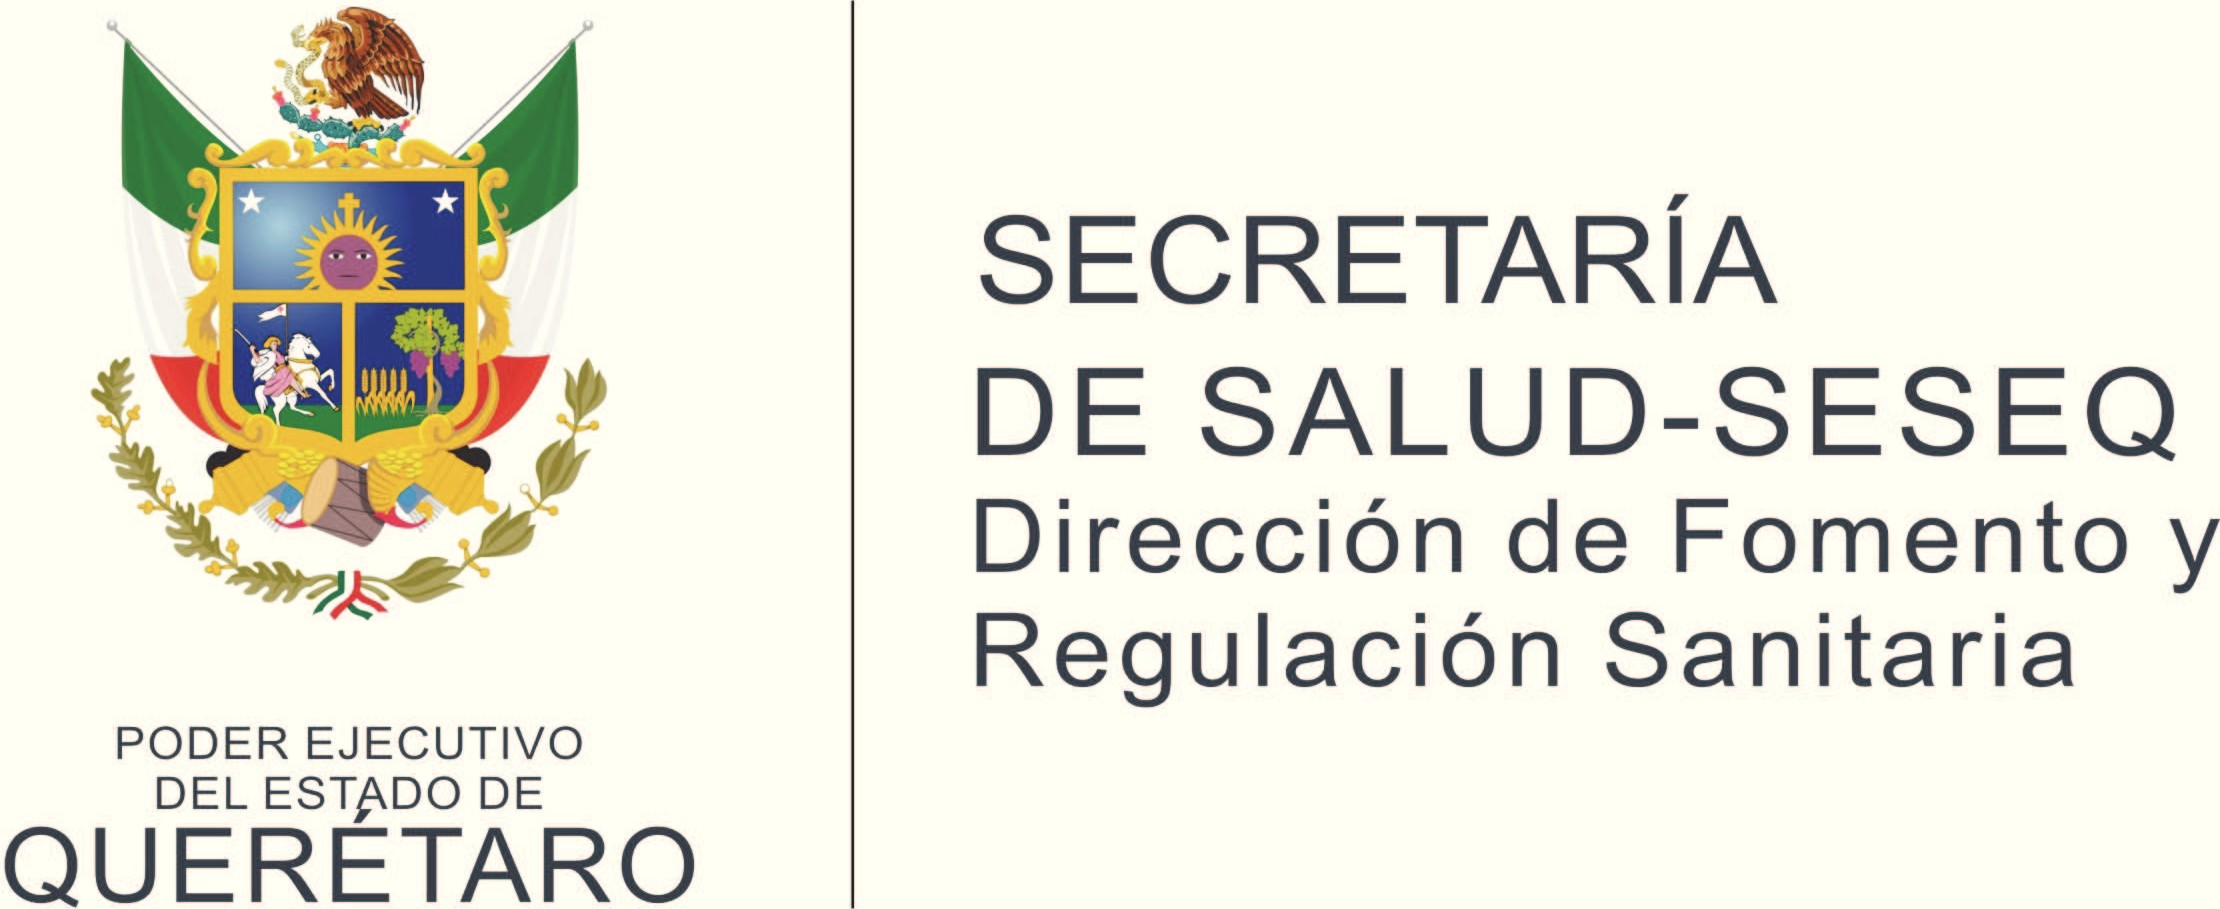 PODER EJECUTIVO
DEL ESTADO DE
QUERÉTARO
SECRETARÍA
DE SALUD-SESEQ
Dirección de Fomento y
Regulación Sanitaria